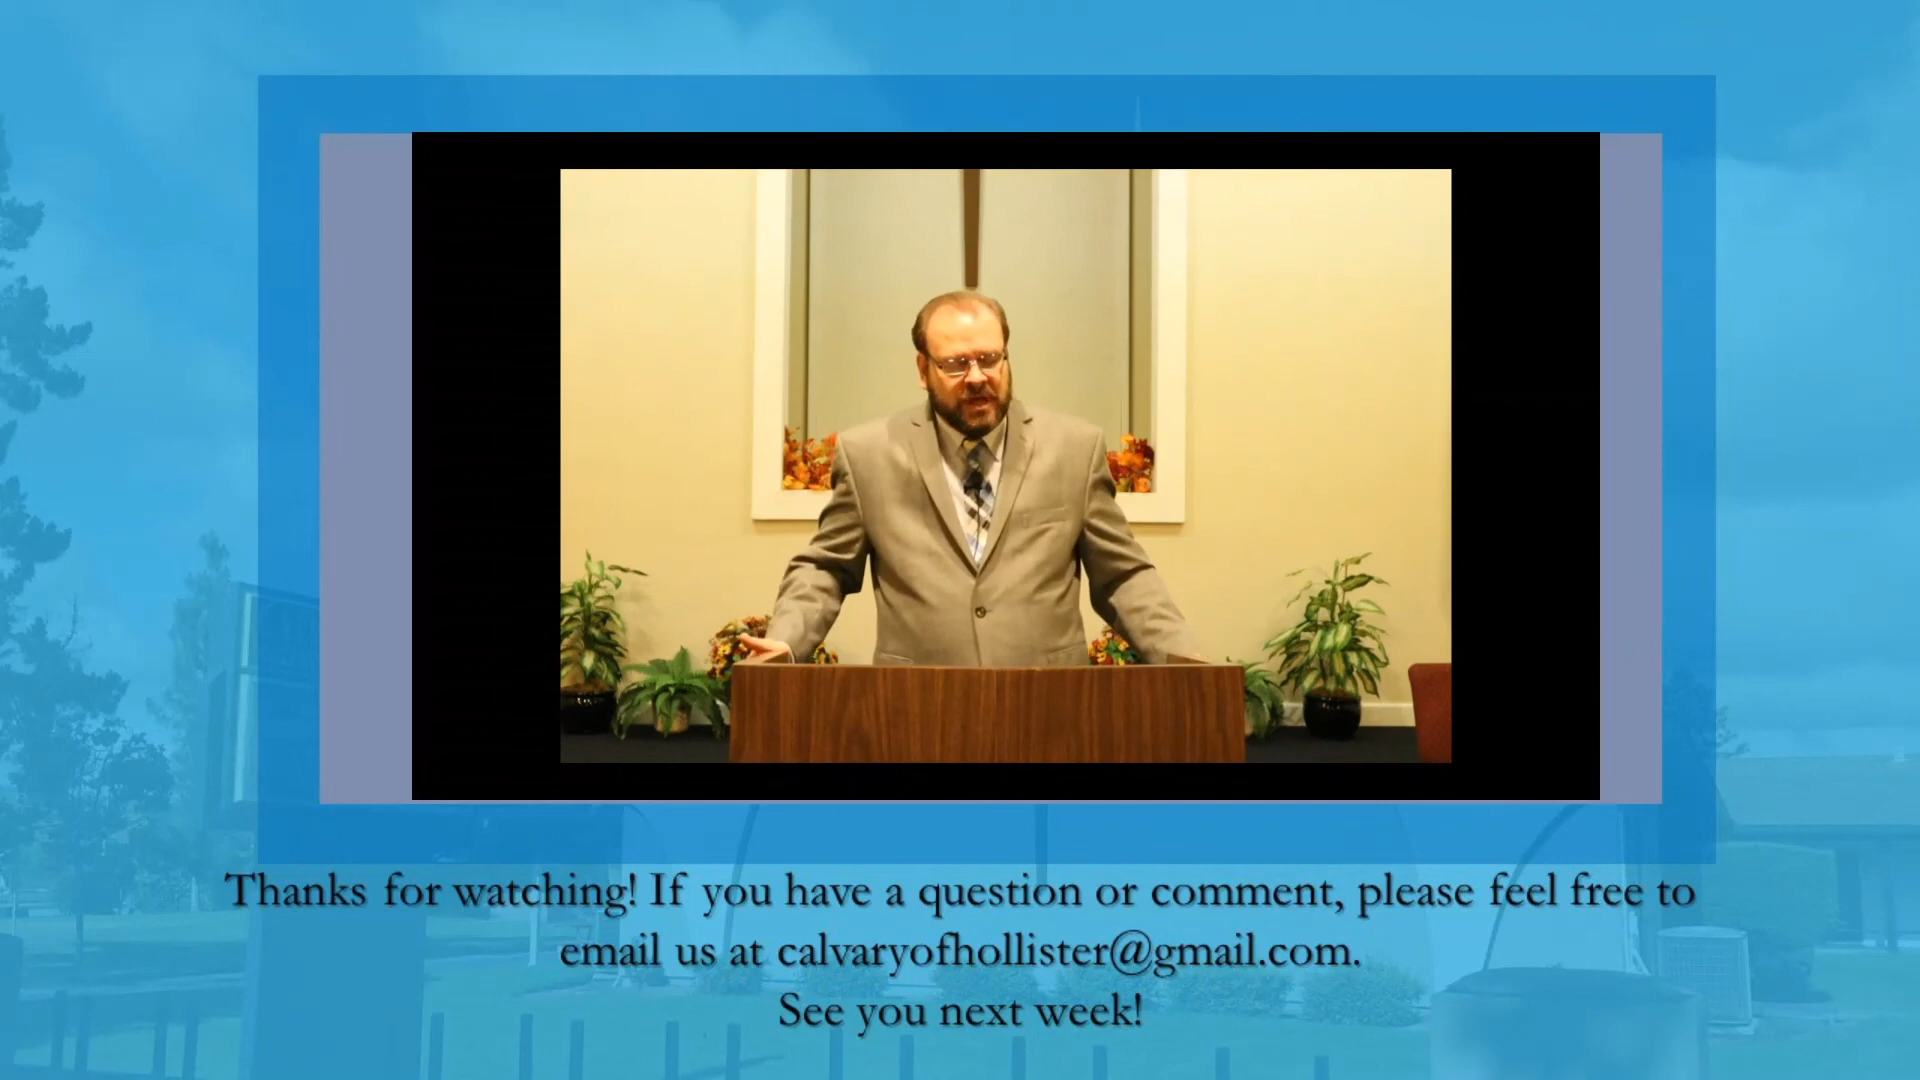 Thanks for watching! If you have a question or comment, please feel free to
email us at calvaryofhollister@gmail.com.
See you next week!